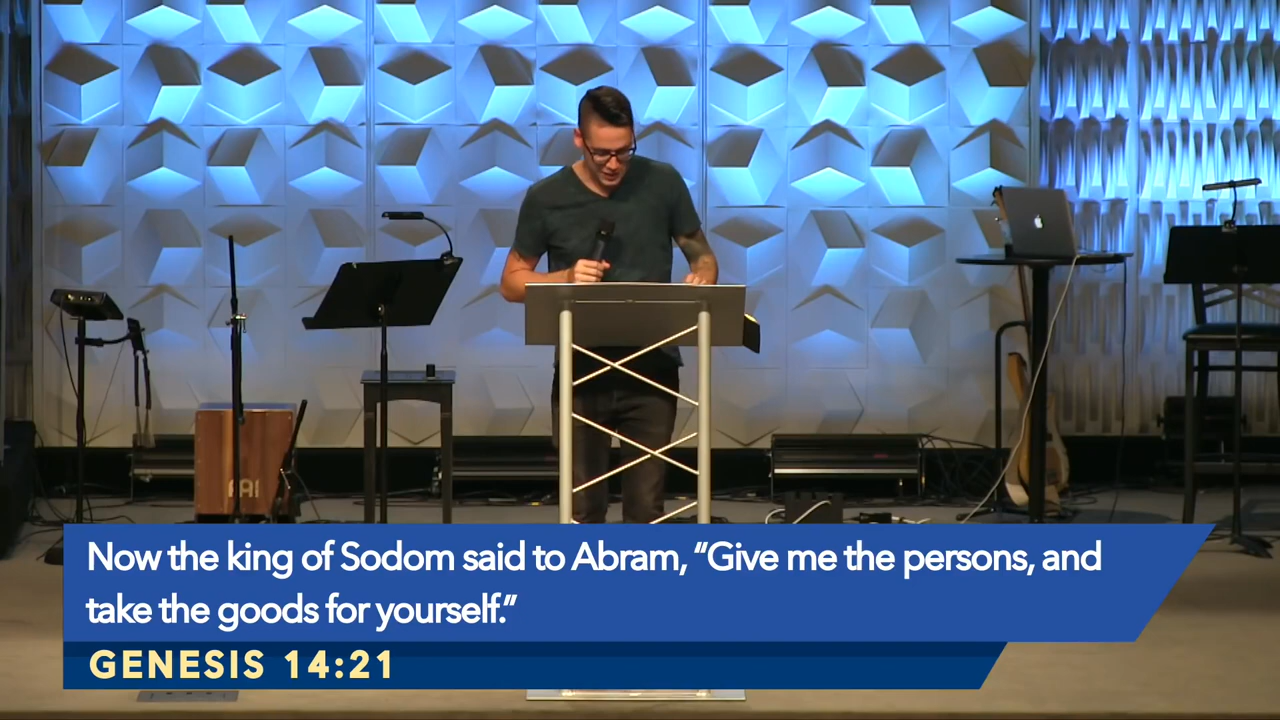 Now the king of Sodom said to Abram, “Give me the persons, and
take the goods for yourself.”
GENESIS 14:21